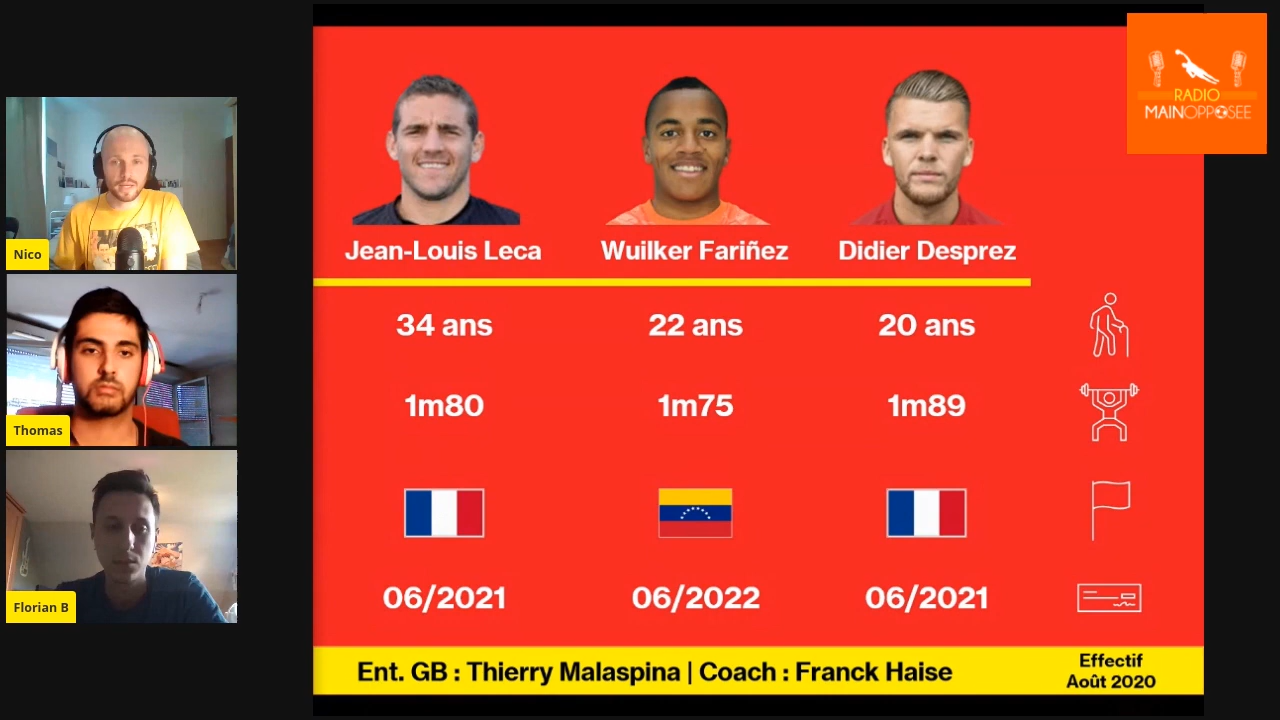 RADIO
MAINOPPOSEE
Nico
Thomas
Florian B
Jean-Louis Leca
Wuilker Fariñez
Didier Desprez
34 ans
22 ans
20 ans
1m80
1m75
1m89
06/2021
06/2022
06/2021
Ent. GB : Thierry Malaspina | Coach : Franck Haise
Effectif
Août 2020